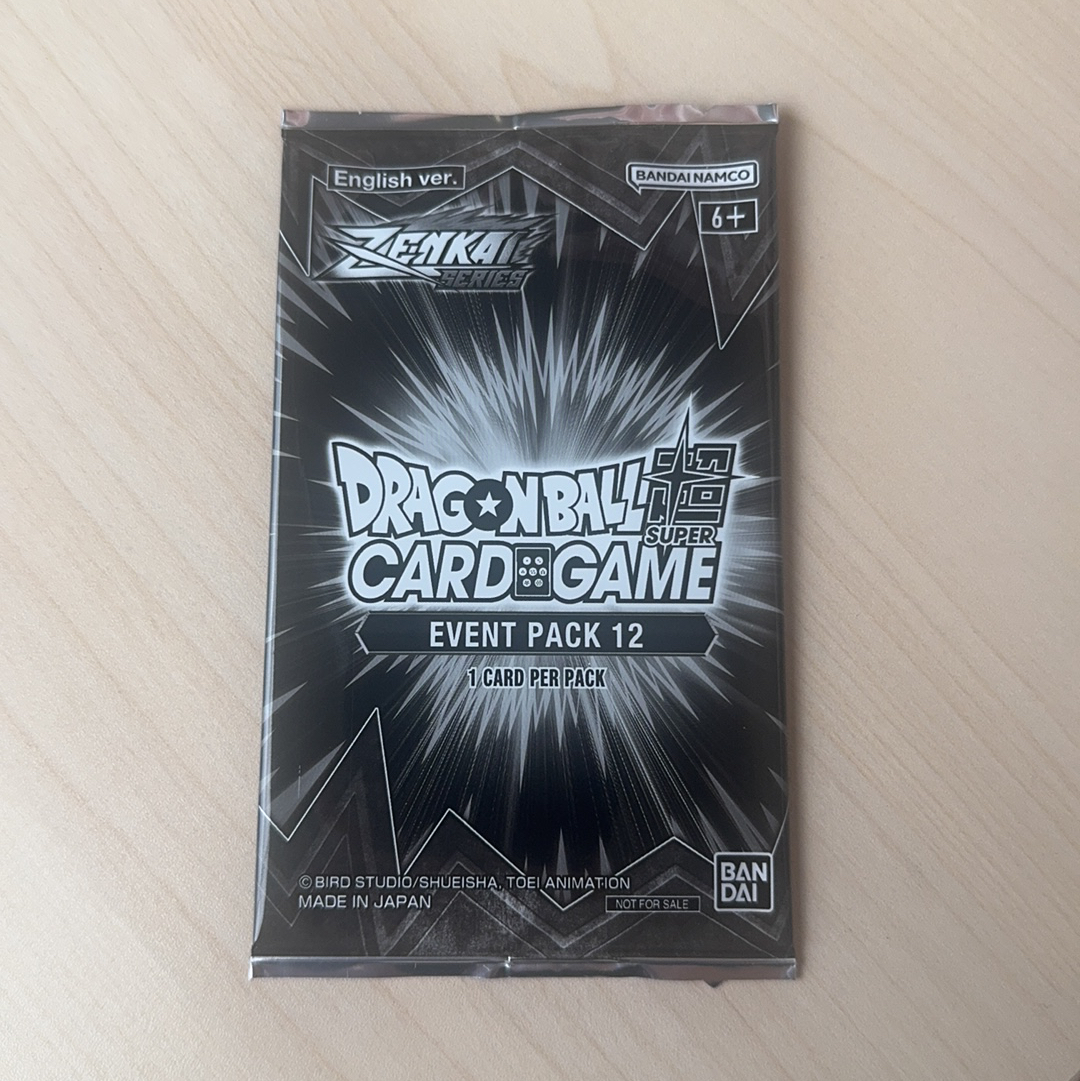 English ver.
BANDAI NAMCO
6+
ZENKAI
SERIES
DRAGON BALL 超
SUPER
CARD GAME
EVENT PACK 12
1 CARD PER PACK
© BIRD STUDIO/SHUEISHA, TOEI ANIMATION
MADE IN JAPAN
NOT FOR SALE
BAN
DAI